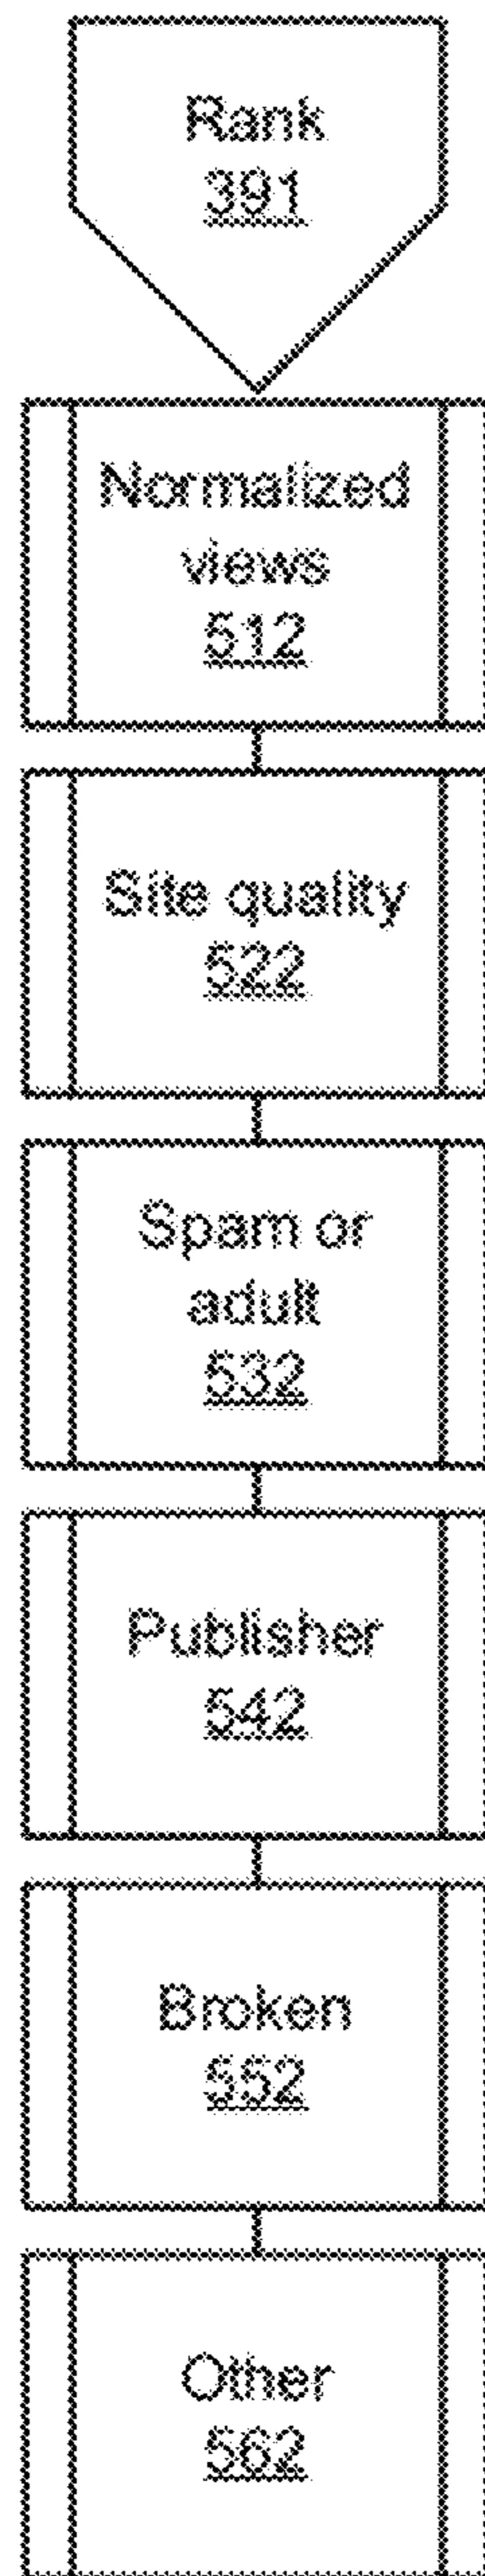 Rank
391
Normalized
views
512
Site quality
522
Spam or
adult
532
Publisher
542
Broken
552
Other
562